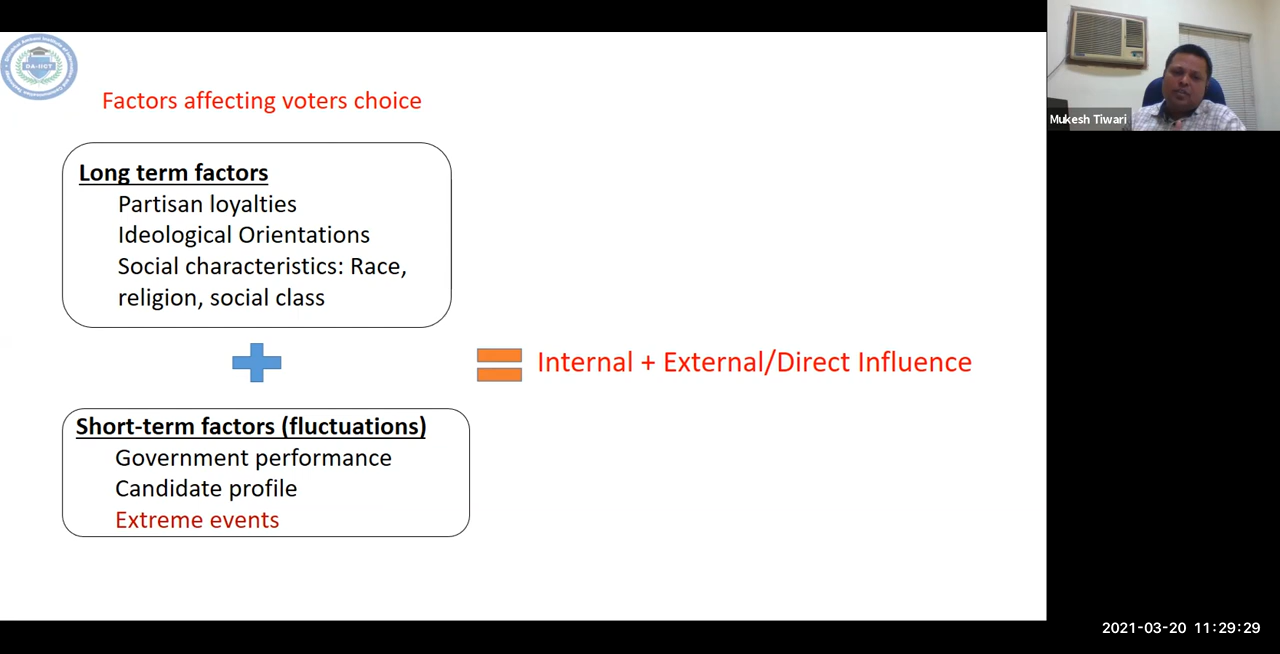 DA-IICT
Factors affecting voters choice
Long term factors
Partisan loyalties
Ideological Orientations
Social characteristics: Race,
religion, social class
Internal + External/Direct Influence
Short-term factors (fluctuations)
Government performance
Candidate profile
Extreme events
Mukesh Tiwari
2021-03-20 11:29:29